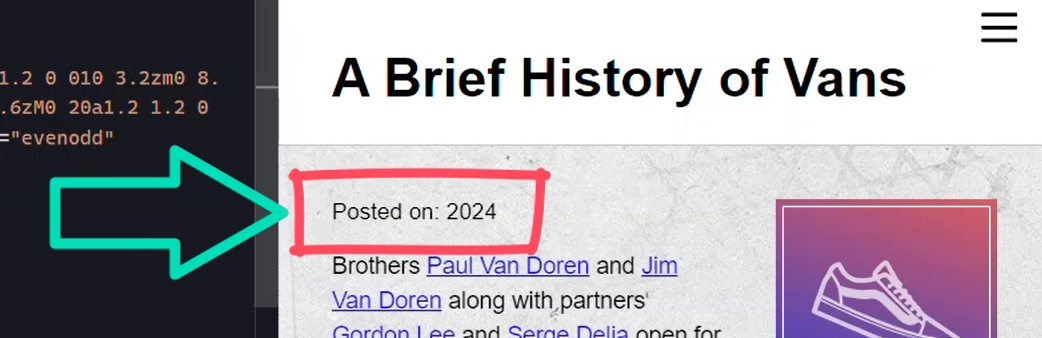 1.2 0 010 3.2zm0 8.
.6zM0 20a1.2 1.2 0
="evenodd"
A Brief History of Vans
Posted on: 2024
Brothers Paul Van Doren and Jim
Van Doren along with partners'
Gordon Lee and Serge Delia open for